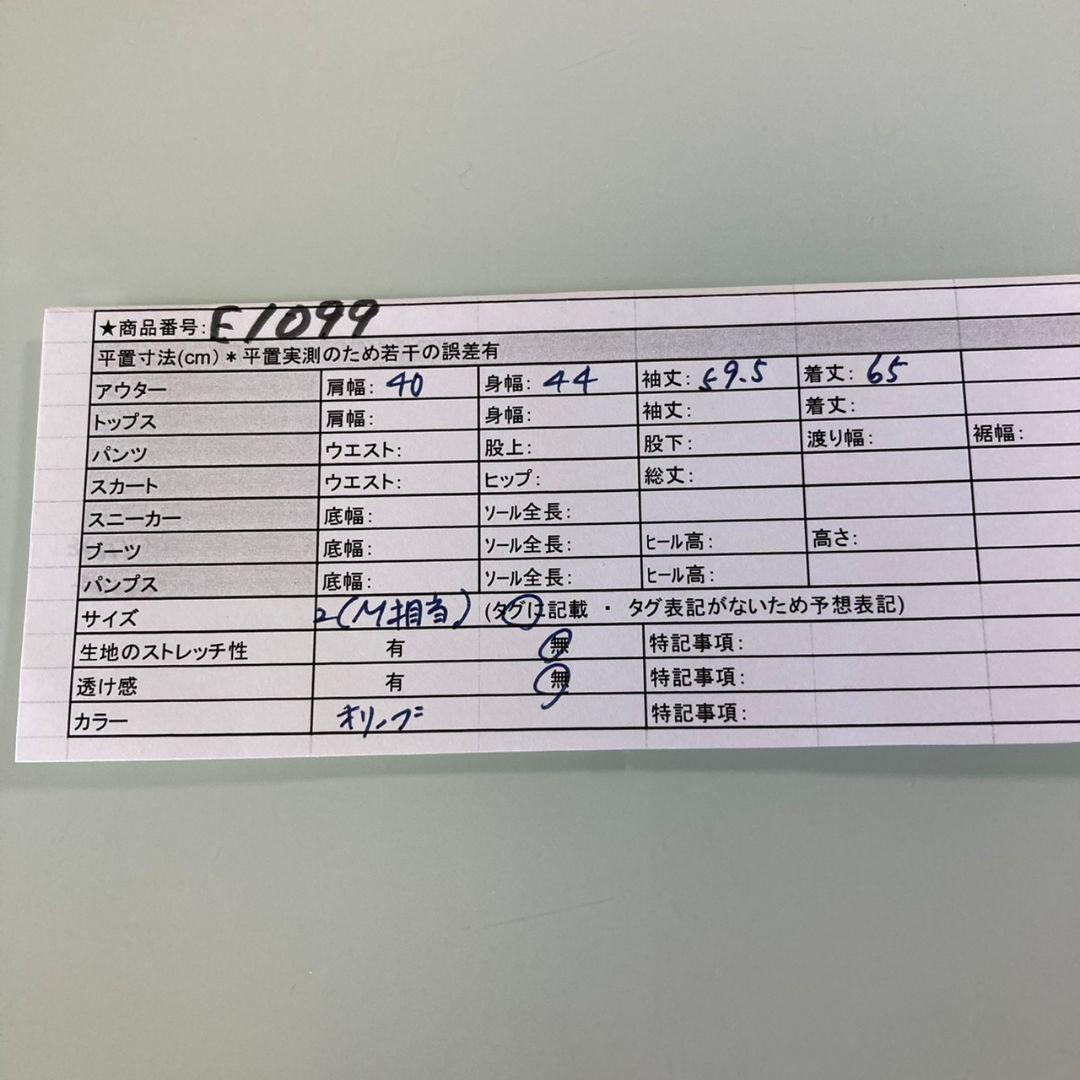 ★商品番号: E1099
平置寸法(cm)＊平置実測のため若干の誤差有
アウター 肩幅: 40 身幅: 44 袖丈: 59.5 着丈: 65
トップス 肩幅: 身幅: 袖丈: 着丈:
パンツ ウエスト: 股上: 股下: 渡り幅: 裾幅:
スカート ウエスト: ヒップ: 総丈:
スニーカー 底幅: ソール全長:
ブーツ 底幅: ソール全長: ヒール高: 高さ:
パンプス 底幅: ソール全長: ヒール高:
サイズ 2(M相当) (タグに記載 ・ タグ表記がないため予想表記)
生地のストレッチ性 有 無 特記事項:
透け感 有 無 特記事項:
カラー オリーブ 特記事項: